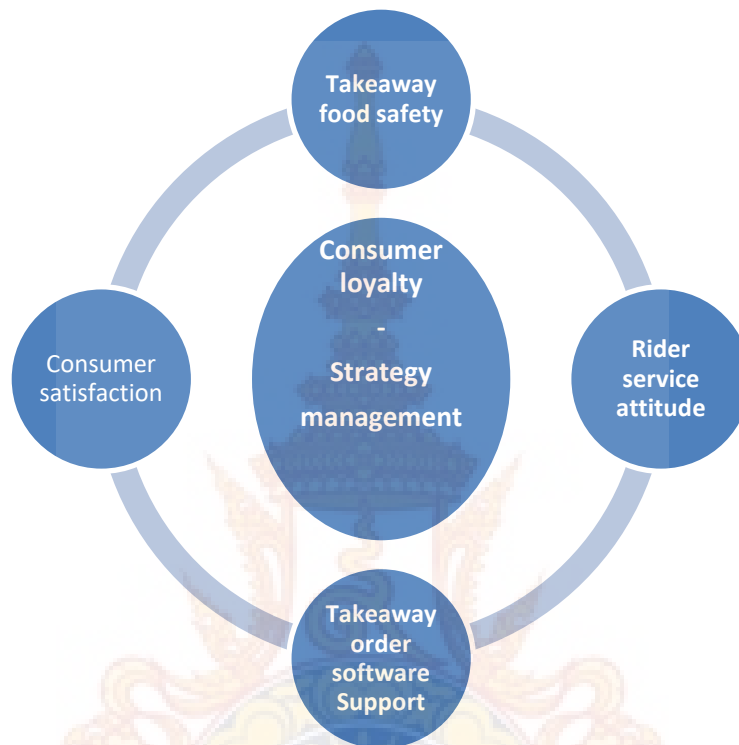 Takeaway
food safety
Consumer
loyalty
-
Strategy
management
Consumer
satisfaction
Rider
service
attitude
Takeaway
order
software
Support